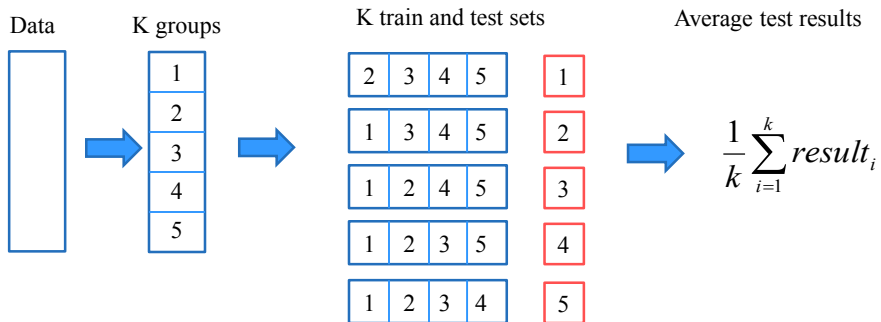 Data
K groups
K train and test sets
Average test results
1
2
3
4
5
2 3 4 5 1
1 3 4 5 2
1 2 4 5 3
1 2 3 5 4
1 2 3 4 5
\frac{1}{k} \sum_{i=1}^{k} result_i